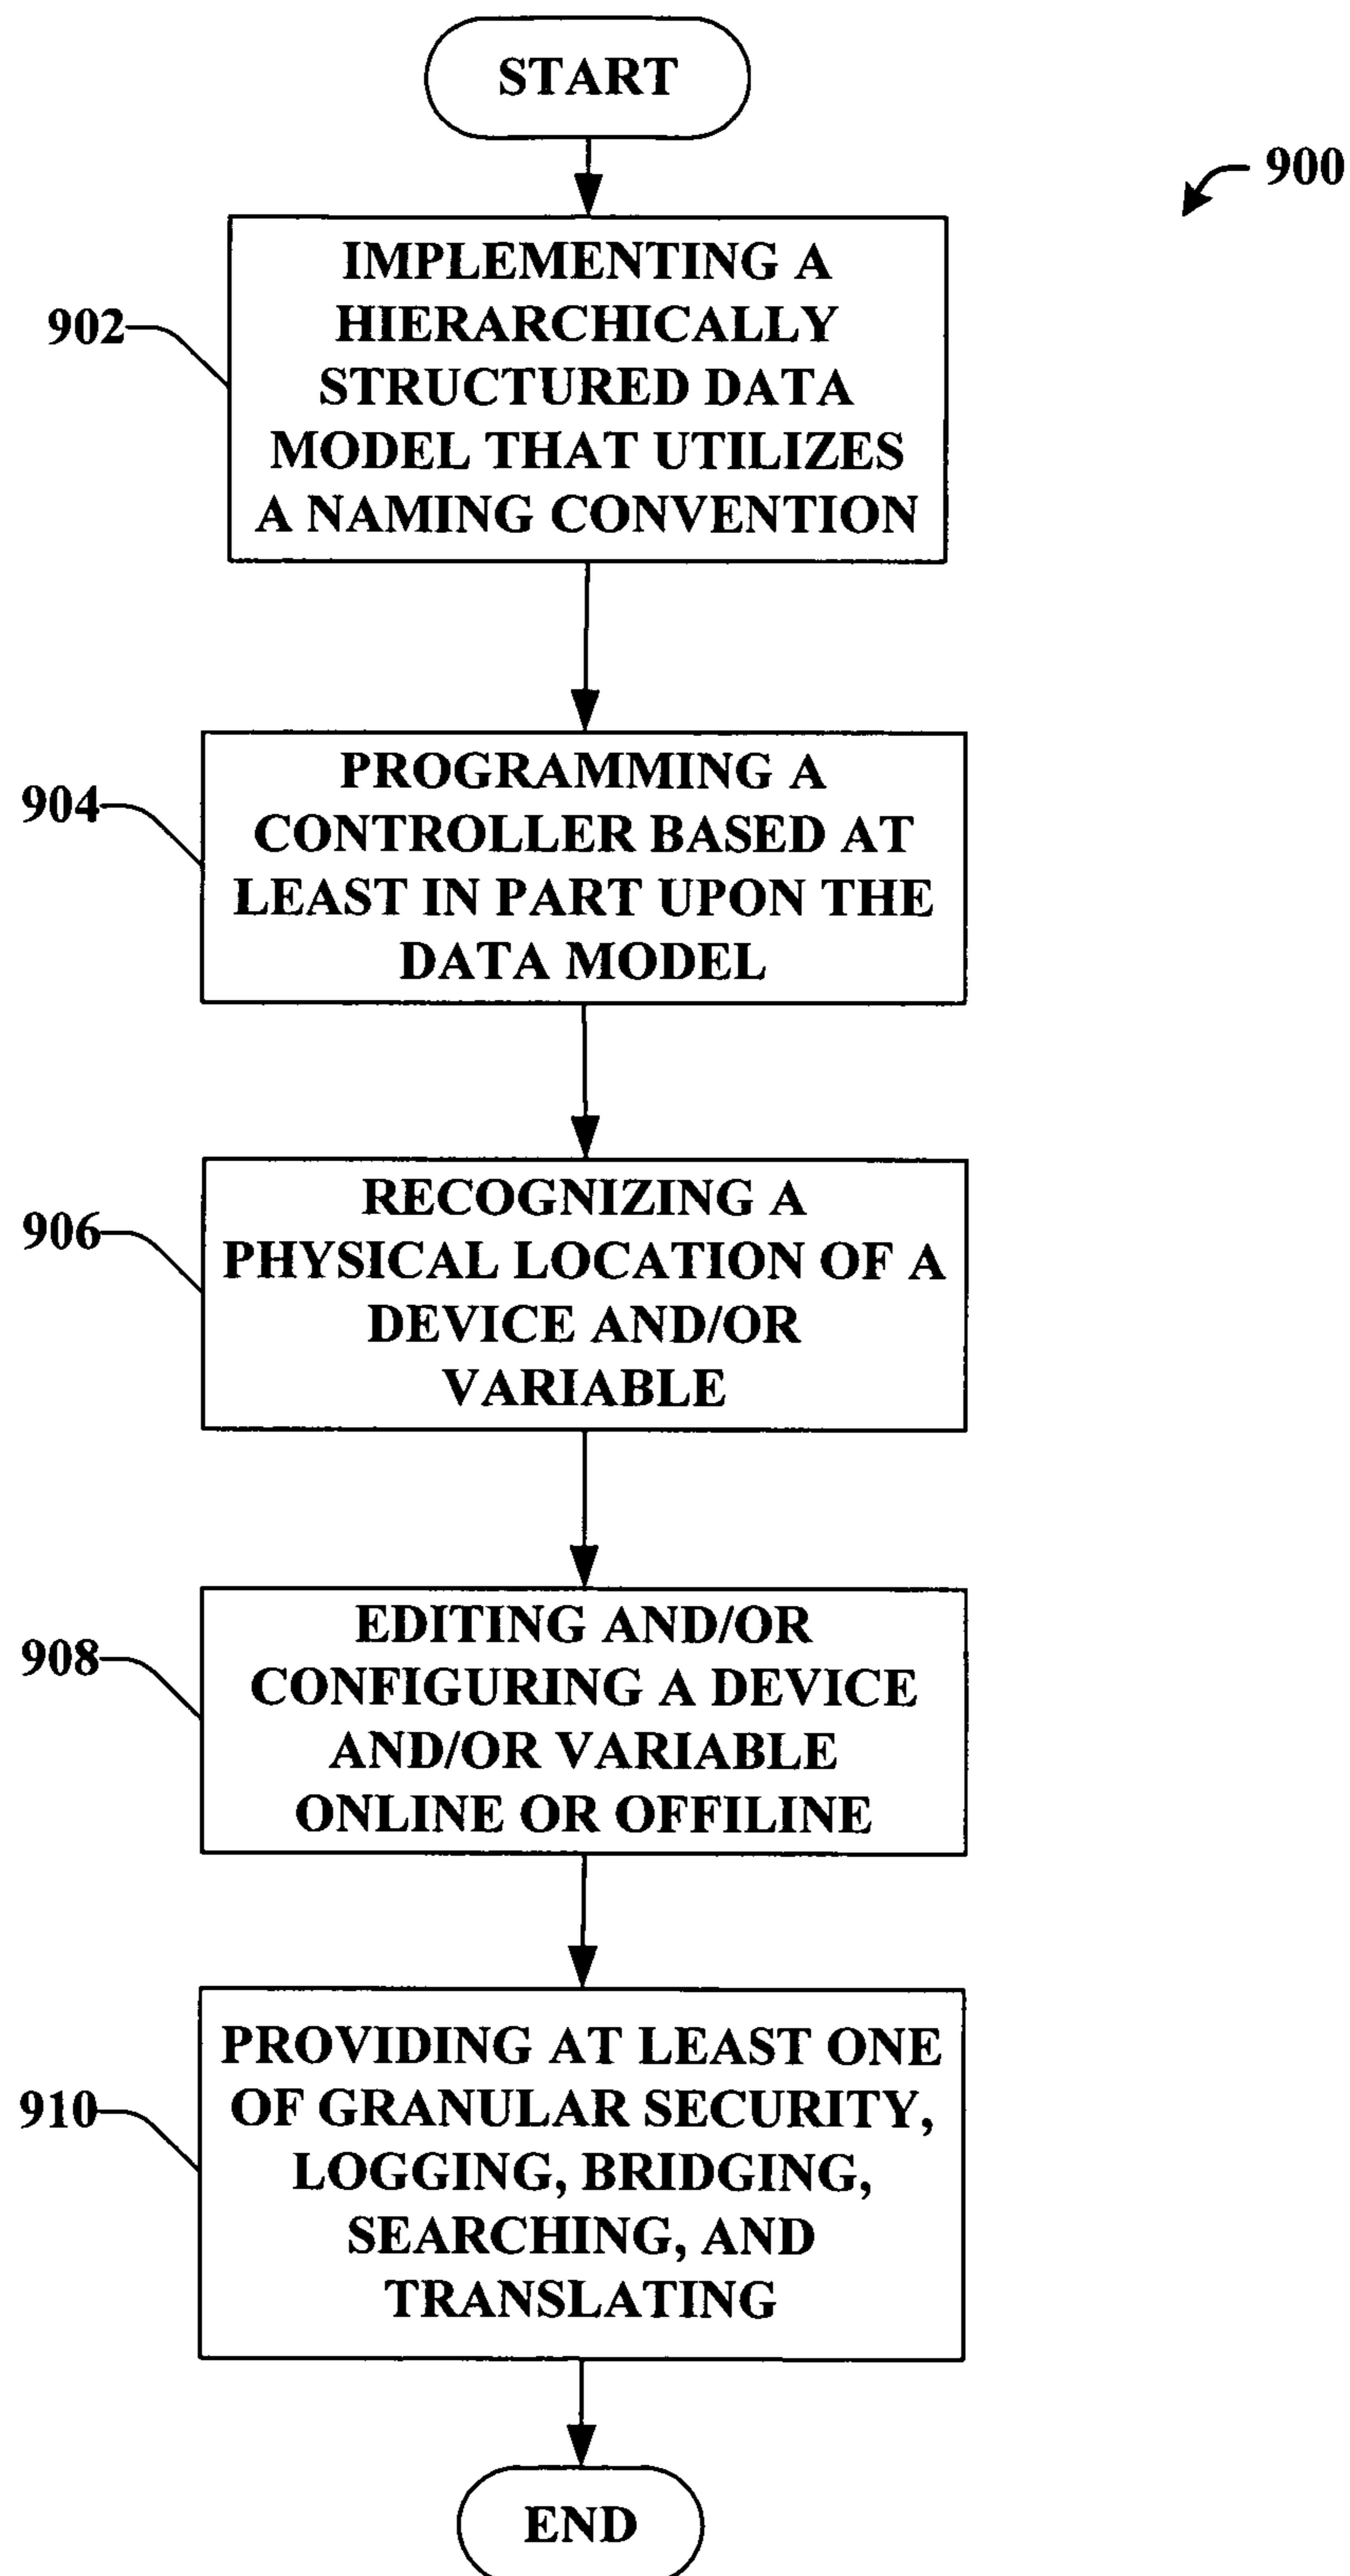 START
900
902
IMPLEMENTING A
HIERARCHICALLY
STRUCTURED DATA
MODEL THAT UTILIZES
A NAMING CONVENTION
904
PROGRAMMING A
CONTROLLER BASED AT
LEAST IN PART UPON THE
DATA MODEL
906
RECOGNIZING A
PHYSICAL LOCATION OF A
DEVICE AND/OR
VARIABLE
908
EDITING AND/OR
CONFIGURING A DEVICE
AND/OR VARIABLE
ONLINE OR OFFILINE
910
PROVIDING AT LEAST ONE
OF GRANULAR SECURITY,
LOGGING, BRIDGING,
SEARCHING, AND
TRANSLATING
END